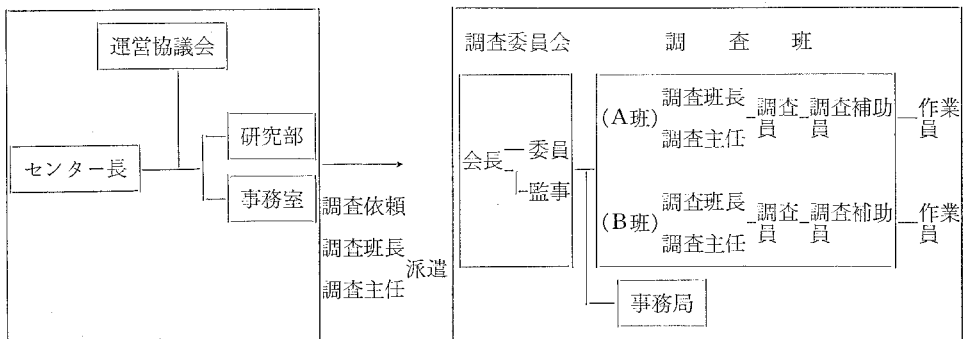 運営協議会
センター長
研究部
事務室
調査依頼
調査班長
調査主任
派遣
調査委員会
調査班
会長
委員
監事
(A班)
調査班長
調査主任
調査員
調査補助員
作業員
(B班)
調査班長
調査主任
調査員
調査補助員
作業員
事務局